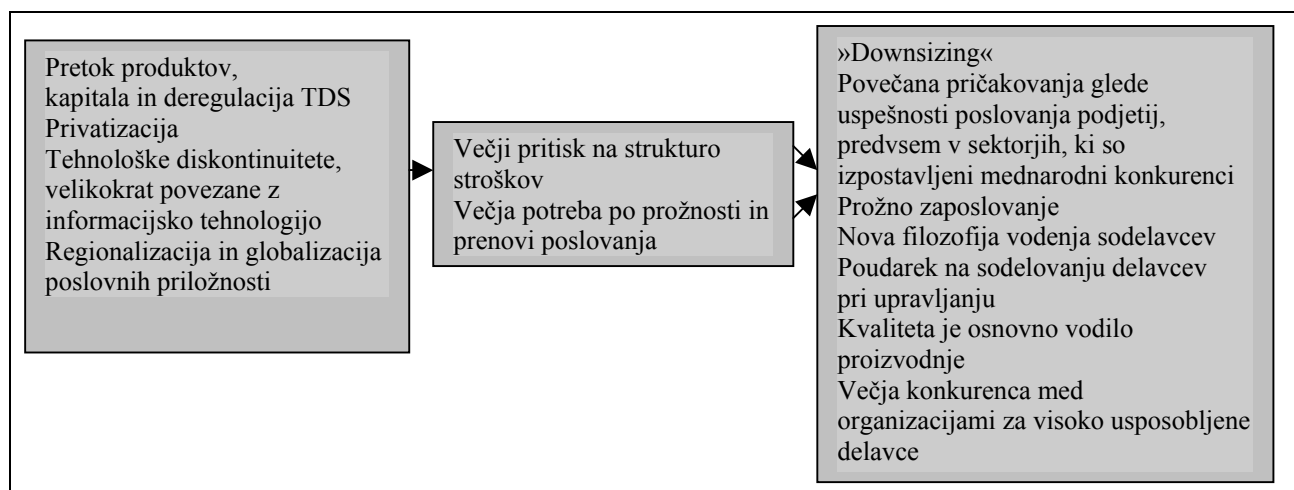 Pretok produktov,
kapitala in deregulacija TDS
Privatizacija
Tehnološke diskontinuitete,
velikokrat povezane z
informacijsko tehnologijo
Regionalizacija in globalizacija
poslovnih priložnosti
Večji pritisk na strukturo
stroškov
Večja potreba po prožnosti in
prenovi poslovanja
»Downsizing«
Povečana pričakovanja glede
uspešnosti poslovanja podjetij,
predvsem v sektorjih, ki so
izpostavljeni mednarodni konkurenci
Prožno zaposlovanje
Nova filozofija vodenja sodelavcev
Poudarek na sodelovanju delavcev
pri upravljanju
Kvaliteta je osnovno vodilo
proizvodnje
Večja konkurenca med
organizacijami za visoko usposobljene
delavce